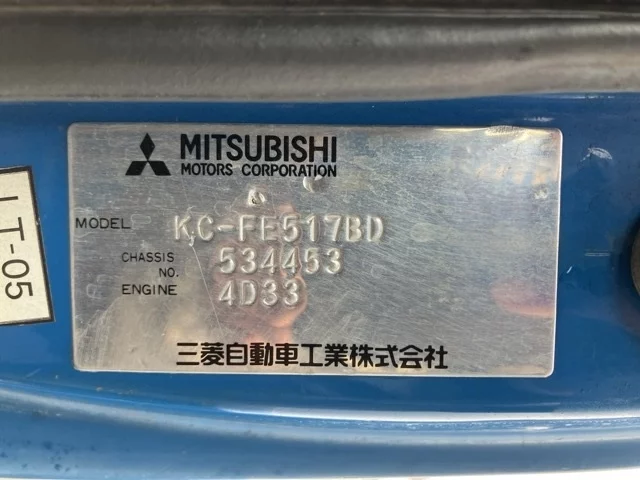 MITSUBISHI
MOTORS CORPORATION
MODEL KC-FE517BD
CHASSIS NO. 534453
ENGINE 4D33
三菱自動車工業株式会社
LT-05